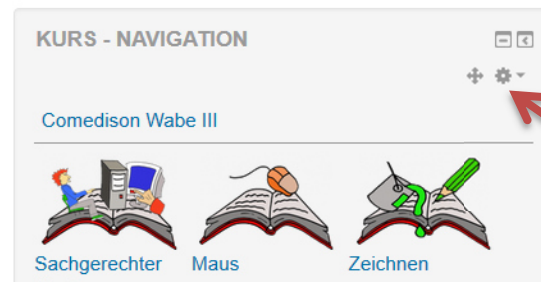 KURS - NAVIGATION
Comedison Wabe III
Sachgerechter Maus Zeichnen